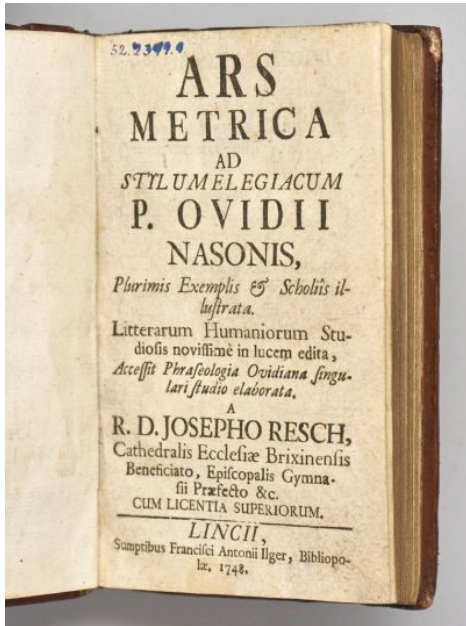 52.2399.1
ARS
METRICA
AD
STYLUM ELEGIACUM
P. OVIDII
NASONIS,
Plurimis Exemplis & Scholiis il-
lustrata.
Litterarum Humaniorum Stu-
diosis novissimè in lucem edita,
Accessit Phraseologia Ovidiana singu-
lari studio elaborata.
A
R. D. JOSEPHO RESCH,
Cathedralis Ecclesiæ Brixinensis
Beneficiato, Episcopalis Gymna-
sii Præfecto &c.
CUM LICENTIA SUPERIORUM.
LINCII,
Sumptibus Francisci Antonii Ilger, Bibliopo-
læ. 1748.